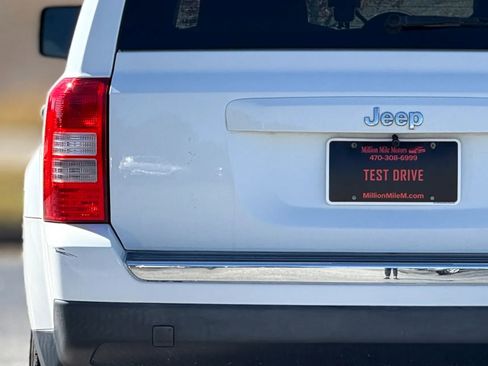 Jeep
Million Mile Motors
470-308-6999
TEST DRIVE
MillionMileM.com